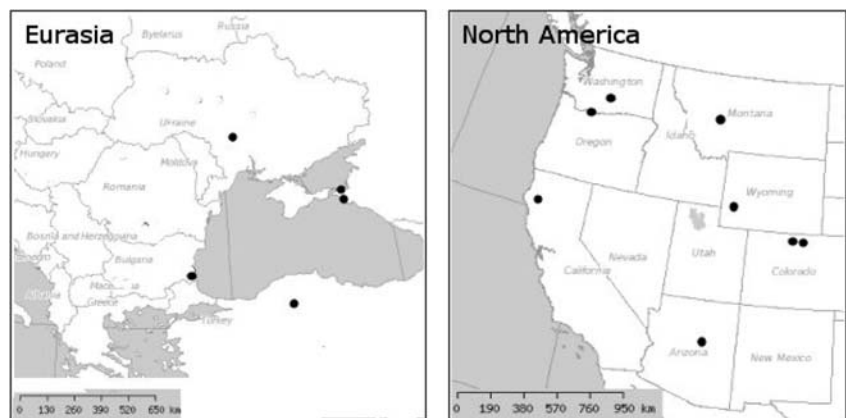 Eurasia
Byelarus
Russia
Poland
Ukraine
Slovakia
Hungary
Moldova
Romania
Bosnia and Herzegovina
Bulgaria
Albania
Greece
Turkey
0 130 260 390 520 650 km
North America
Washington
Montana
Oregon
Idaho
Wyoming
Nevada
Utah
Colorado
California
Arizona
New Mexico
0 190 380 570 760 950 km